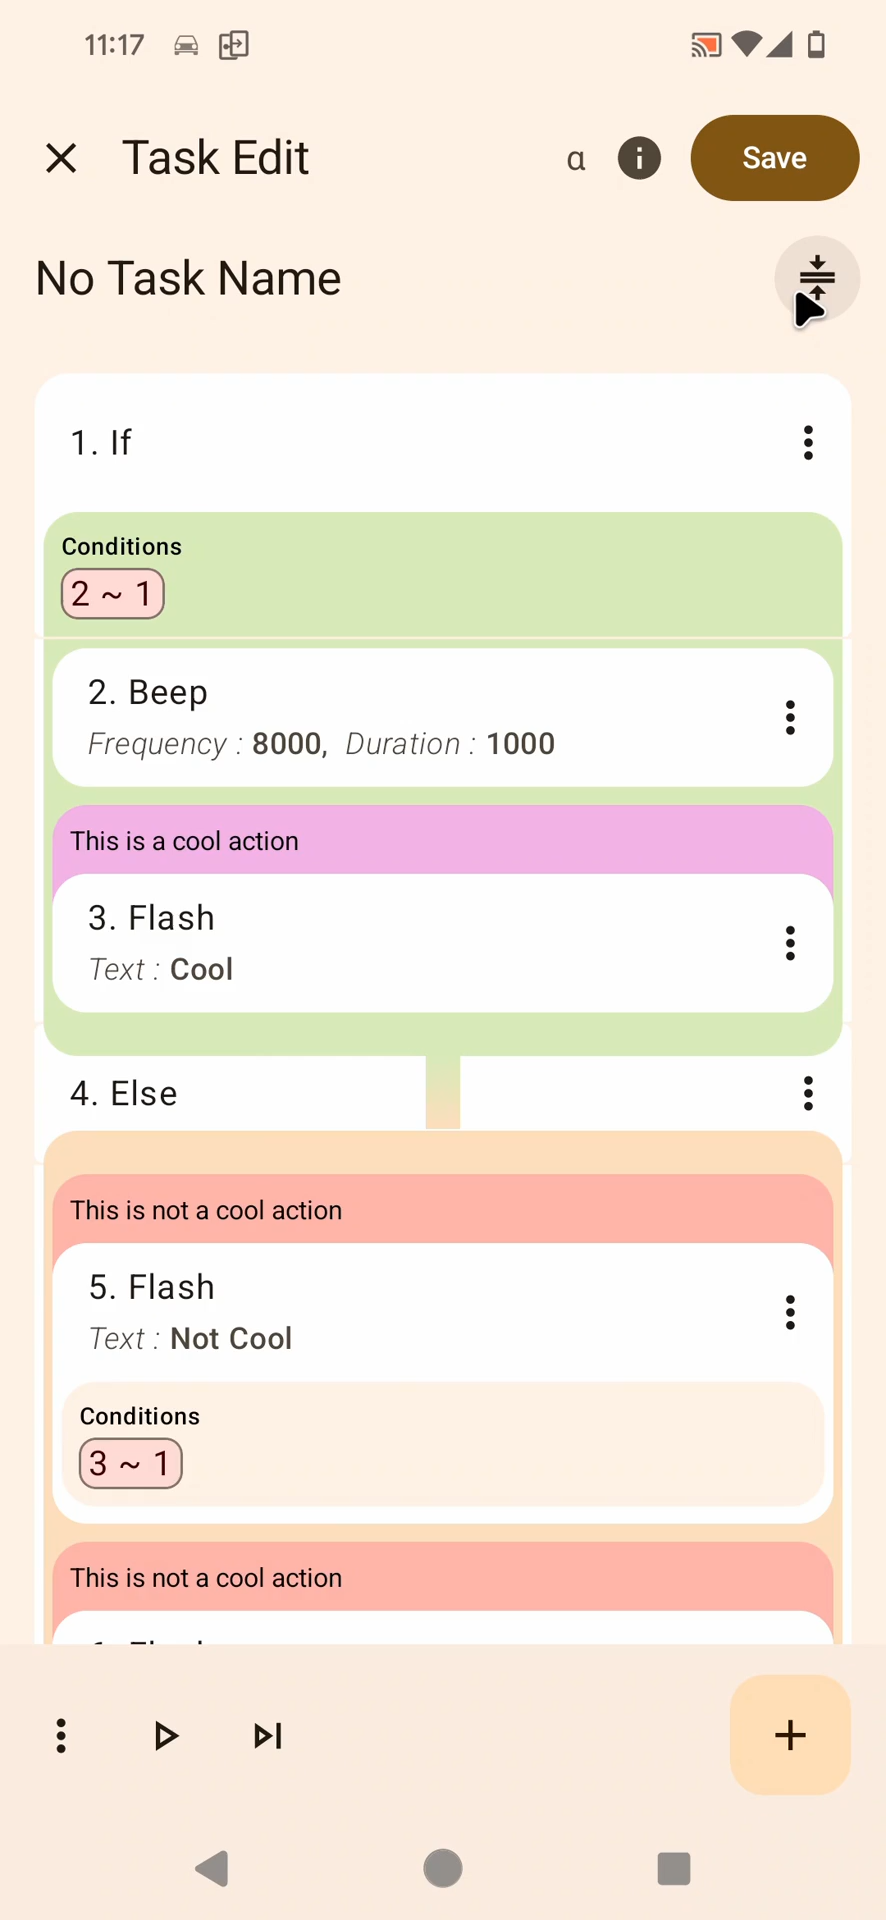 11:17
Task Edit
α
Save
No Task Name
1. If
Conditions
2 ~ 1
2. Beep
Frequency : 8000, Duration : 1000
This is a cool action
3. Flash
Text : Cool
4. Else
This is not a cool action
5. Flash
Text : Not Cool
Conditions
3 ~ 1
This is not a cool action